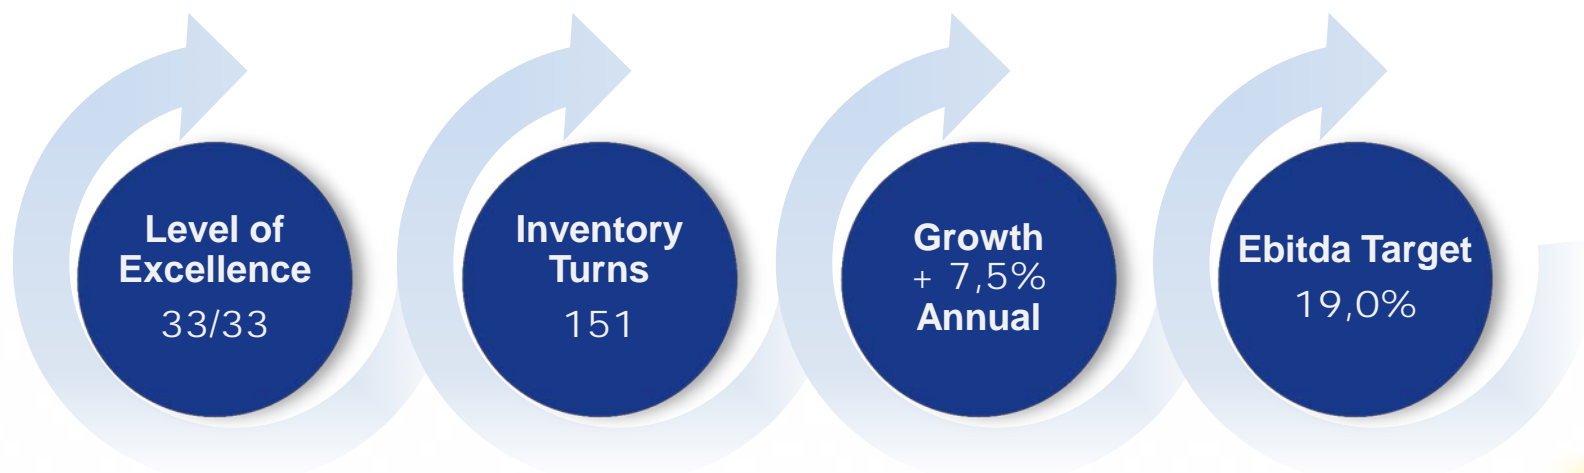 Level of
Excellence
33/33
Inventory
Turns
151
Growth
+ 7,5%
Annual
Ebitda Target
19,0%